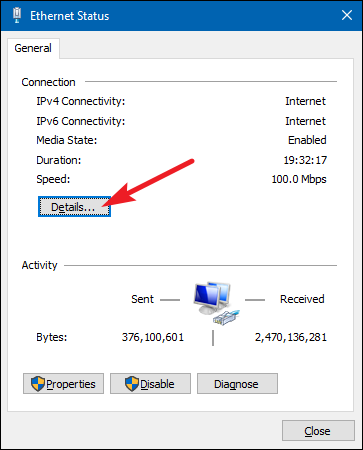 Ethernet Status
General
Connection
IPv4 Connectivity: Internet
IPv6 Connectivity: Internet
Media State: Enabled
Duration: 19:32:17
Speed: 100.0 Mbps
Details...
Activity
Sent Received
Bytes: 376,100,601 2,470,136,281
Properties Disable Diagnose
Close